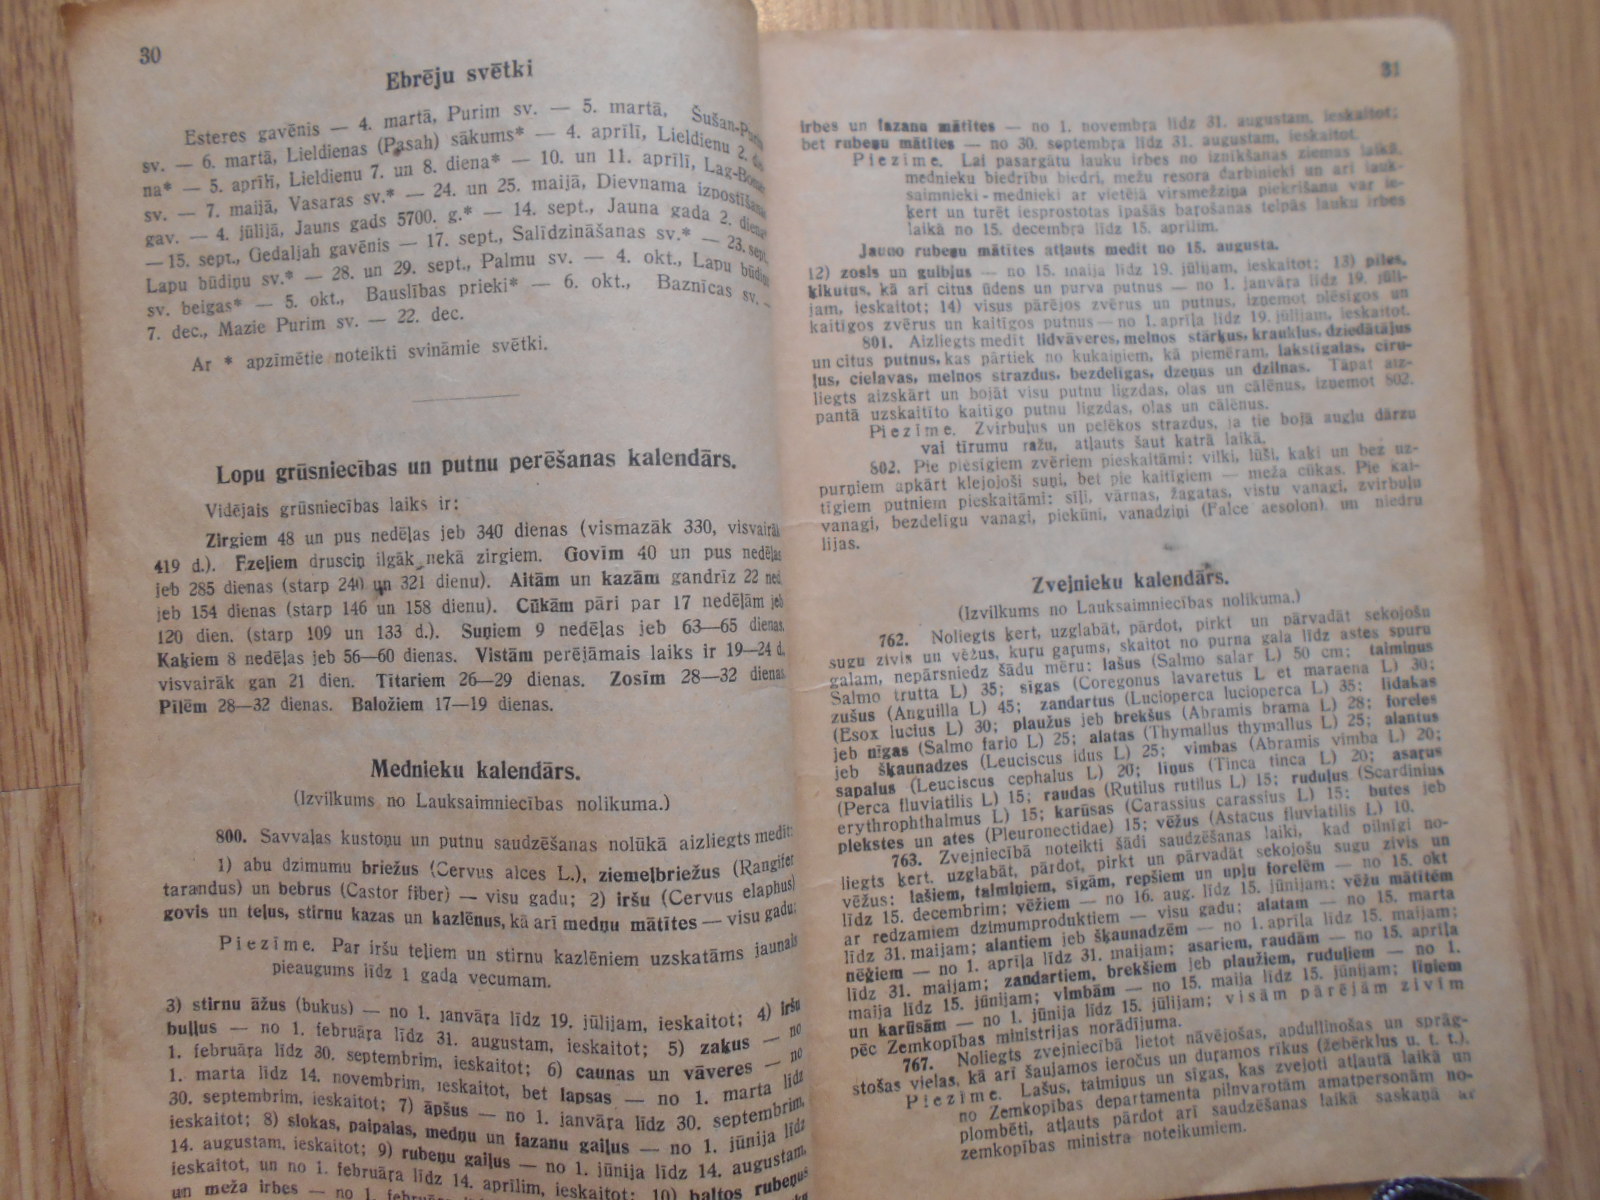 30
Ebrēju svētki
Esteres gavēnis — 4. martā, Purim sv. — 5. martā, Šušan-
sv. — 6. martā, Lieldienas (Pasah) sākums* — 4. aprīlī, Lieldienu 2.
na* — 5. aprīlī, Lieldienu 7. un 8. diena* — 10. un 11. aprīlī,
sv. — 7. maijā, Vasaras sv.* — 24. un 25. maijā, Dievnama izpostīšanas
gav. — 4. jūlijā, Jauns gads 5700. g.* — 14. sept., Jauna gada 2. diena*
— 15. sept., Gedaljah gavēnis — 17. sept., Salīdzināšanas sv.* — 23. sept.,
Lapu būdiņu sv.* — 28. un 29. sept., Palmu sv. — 4. okt., Lapu būdiņu
sv. beigas* — 5. okt., Bauslības prieki* — 6. okt., Baznīcas sv. —
7. dec., Mazie Purim sv. — 22. dec.
Ar * apzīmētie noteikti svināmie svētki.
Lopu grūsniecības un putnu perēšanas kalendārs.
Vidējais grūsniecības laiks ir:
Zirgiem 48 un pus nedēļas jeb 340 dienas (vismazāk 330, visvairāk
419 d.). Ezeļiem drusciņ ilgāk nekā zirgiem. Govīm 40 un pus nedēļas
jeb 285 dienas (starp 240 un 321 dienu). Aitām un kazām gandrīz 22 ned.
jeb 154 dienas (starp 146 un 158 dienu). Cūkām pāri par 17 nedēļām jeb
120 dien. (starp 109 un 133 d.). Suņiem 9 nedēļas jeb 63—65 dienas.
Kaķiem 8 nedēļas jeb 56—60 dienas. Vistām perējāmais laiks ir 19—24 d.
visvairāk gan 21 dien. Tītariem 26—29 dienas. Zosīm 28—32 dienas.
Pīlēm 28—32 dienas. Baložiem 17—19 dienas.
Mednieku kalendārs.
(Izvilkums no Lauksaimniecības nolikuma.)
800. Savvaļas kustoņu un putnu saudzēšanas nolūkā aizliegts medīt:
1) abu dzimumu briežus (Cervus alces L.), ziemeļbriežus (Rangifer
tarandus) un bebrus (Castor fiber) — visu gadu; 2) iršu (Cervus elaphus)
govis un teļus, stirnu kazas un kazlēnus, kā arī medņu mātītes — visu gadu;
Piezīme. Par iršu teļiem un stirnu kazlēniem uzskatāms jaunais
pieaugums līdz 1 gada vecumam.
3) stirnu āžus (bukus) — no 1. janvāra līdz 19. jūlijam, ieskaitot; 4) iršu
buļļus — no 1. februāra līdz 31. augustam, ieskaitot; 5) zaķus — no
1. februāra līdz 30. septembrim, ieskaitot; 6) caunas un vāveres — no
1. marta līdz 14. novembrim, ieskaitot, bet lapsas — no 1. marta līdz
30. septembrim, ieskaitot; 7) āpšus — no 1. janvāra līdz 30. septembrim,
ieskaitot; 8) slokas, paipalas, medņu un fazanu gaiļus — no 1. jūnija līdz
14. augustam, ieskaitot; 9) rubeņu gaiļus — no 1. jūnija līdz 14. augustam,
ieskaitot, un no 1. februāra līdz 14. aprīlim, ieskaitot; 10) baltos rubeņus
un meža irbes — no 1.
31
irbes un fazanu mātītes — no 1. novembra līdz 31. augustam, ieskaitot;
bet rubeņu mātītes — no 30. septembra līdz 31. augustam, ieskaitot.
Piezīme. Lai pasargātu lauku irbes no iznīkšanas ziemas laikā,
mednieku biedrību biedri, mežu resora darbinieki un arī lauk-
saimnieki-mednieki ar vietējā virsmežziņa piekrišanu var ie-
ķert un turēt iesprostotas īpašās barošanas telpās lauku irbes
laikā no 15. decembra līdz 15. aprīlim.
Jauno rubeņu mātītes atļauts medīt no 15. augusta.
12) zosis un gulbjus — no 15. maija līdz 19. jūlijam, ieskaitot; 13) pīles,
ķikutus, kā arī citus ūdens un purva putnus — no 1. janvāra līdz 19. jūli-
jam, ieskaitot; 14) visus pārējos zvērus un putnus, izņemot plēsīgos un
kaitīgos zvērus un kaitīgos putnus — no 1. aprīļa līdz 19. jūlijam, ieskaitot.
801. Aizliegts medīt lidvāveres, melnos stārķus, kraukļus, dziedātājus
un citus putnus, kas pārtiek no kukaiņiem, kā piemēram, lakstīgalas, cīru-
ļus, cielavas, melnos strazdus, bezdelīgas, dzeņus un dzilnas. Tāpat aiz-
liegts aizskārt un bojāt visu putnu ligzdas, olas un cālēnus, izņemot 802.
pantā uzskaitīto kaitīgo putnu ligzdas, olas un cālēnus.
Piezīme. Zvirbuļus un pelēkos strazdus, ja tie bojā augļu dārzu
vai tīrumu ražu, atļauts šaut katrā laikā.
802. Pie plēsīgiem zvēriem pieskaitāmi: vilki, lūši, kaķi un bez uz-
purņiem apkārt klejojoši suņi, bet pie kaitīgiem — meža cūkas. Pie kai-
tīgiem putniem pieskaitāmi: sīļi, vārnas, žagatas, vistu vanagi, zvirbuļu
vanagi, bezdelīgu vanagi, piekūni, vanadziņi (Falce aesolon) un niedru
lijas.
Zvejnieku kalendārs.
(Izvilkums no Lauksaimniecības nolikuma.)
762. Noliegts ķert, uzglabāt, pārdot, pirkt un pārvadāt sekojošu
sugu zivis un vēžus, kuŗu gaŗums, skaitot no purna gala līdz astes spuru
galam, nepārsniedz šādu mēru: lašus (Salmo salar L) 50 cm; taimiņus
Salmo trutta L) 35; sīgas (Coregonus lavaretus L et maraena L) 30;
zušus (Anguilla L) 45; zandartus (Lucioperca lucioperca L) 35; līdakas
(Esox lucius L) 30; plaužus jeb brekšus (Abramis brama L) 28; foreles
jeb nīgas (Salmo fario L) 25; alatas (Thymallus thymallus L) 25; alantus
jeb šķaunadzes (Leuciscus idus L) 25; vimbas (Abramis vimba L) 20;
sapalus (Leuciscus cephalus L) 20; līņus (Tinca tinca L) 20; asaŗus
(Perca fluviatilis L) 15; raudas (Rutilus rutilus L) 15; ruduļus (Scardinius
erythrophthalmus L) 15; karūsas (Carassius carassius L) 15; butes jeb
plekstes un ates (Pleuronectidae) 15; vēžus (Astacus fluviatilis L) 10.
763. Zvejniecībā noteikti šādi saudzēšanas laiki, kad pilnīgi no-
liegts ķert, uzglabāt, pārdot, pirkt un pārvadāt sekojošu sugu zivis un
vēžus: lašiem, taimiņiem, sīgām, repšiem un upju forelēm — no 15. okt
līdz 15. decembrim; vēžiem — no 16. aug. līdz 15. jūnijam; vēžu mātītēm
ar redzamiem dzimumproduktiem — visu gadu; alatam — no 15. marta
līdz 31. maijam; alantiem jeb šķaunadzēm — no 1. aprīļa līdz 15. maijam;
nēģiem — no 1. aprīļa līdz 31. maijam; asariem, raudām — no 15. aprīļa
līdz 31. maijam; zandartiem, brekšiem jeb plaužiem, ruduļiem — no 1.
maija līdz 15. jūnijam; vimbām — no 15. maija līdz 15. jūnijam; līņiem
un karūsām — no 1. jūnija līdz 15. jūlijam; visām pārējām zivīm
pēc Zemkopības ministrijas norādījuma.
767. Noliegts zvejniecībā lietot nāvējošas, apdullinošas un sprāg-
stošas vielas, kā arī šaujamos ieročus un duŗamos rīkus (žebērkļus u. t. t.).
Piezīme. Lašus, taimiņus un sīgas, kas zvejoti atļautā laikā un
no Zemkopības departamenta pilnvarotām amatpersonām no-
plombēti, atļauts pārdot arī saudzēšanas laikā saskaņā ar
zemkopības ministra noteikumiem.